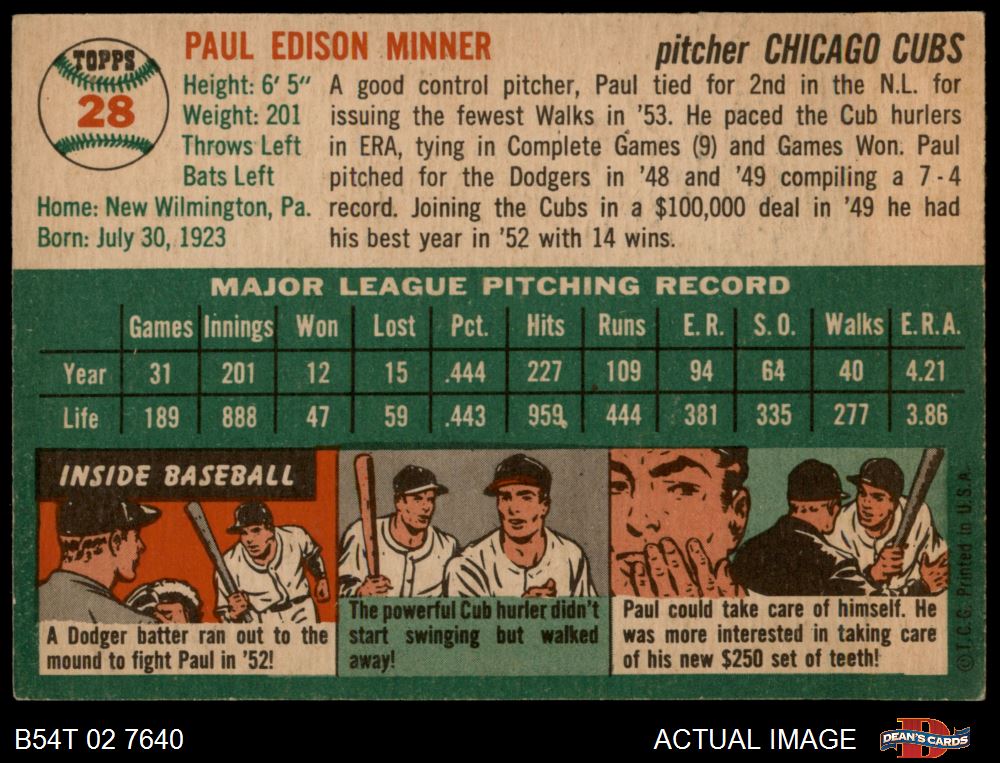 TOPPS
28
PAUL EDISON MINNER
pitcher CHICAGO CUBS
Height: 6' 5"
Weight: 201
Throws Left
Bats Left
Home: New Wilmington, Pa.
Born: July 30, 1923
A good control pitcher, Paul tied for 2nd in the N.L. for
issuing the fewest Walks in '53. He paced the Cub hurlers
in ERA, tying in Complete Games (9) and Games Won. Paul
pitched for the Dodgers in '48 and '49 compiling a 7-4
record. Joining the Cubs in a $100,000 deal in '49 he had
his best year in '52 with 14 wins.
MAJOR LEAGUE PITCHING RECORD
Games Innings Won Lost Pct. Hits Runs E.R. S.O. Walks E.R.A.
Year 31 201 12 15 .444 227 109 94 64 40 4.21
Life 189 888 47 59 .443 959 444 381 335 277 3.86
INSIDE BASEBALL
A Dodger batter ran out to the
mound to fight Paul in '52!
The powerful Cub hurler didn't
start swinging but walked
away!
Paul could take care of himself. He
was more interested in taking care
of his new $250 set of teeth!
© T.C.G. Printed in U.S.A.
B54T 02 7640
ACTUAL IMAGE
D
DEAN'S CARDS